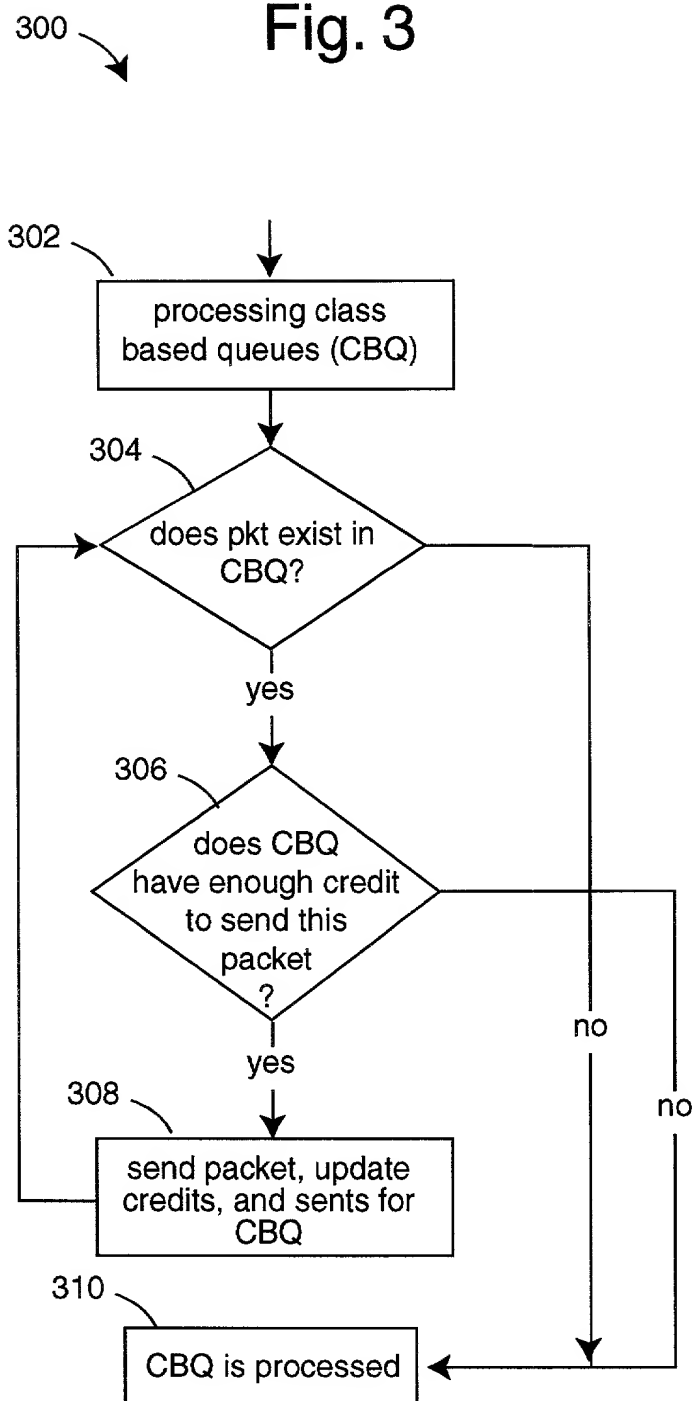 Fig. 3
300
302
processing class
based queues (CBQ)
304
does pkt exist in
CBQ?
yes
306
does CBQ
have enough credit
to send this
packet
?
no
yes
no
308
send packet, update
credits, and sents for
CBQ
310
CBQ is processed